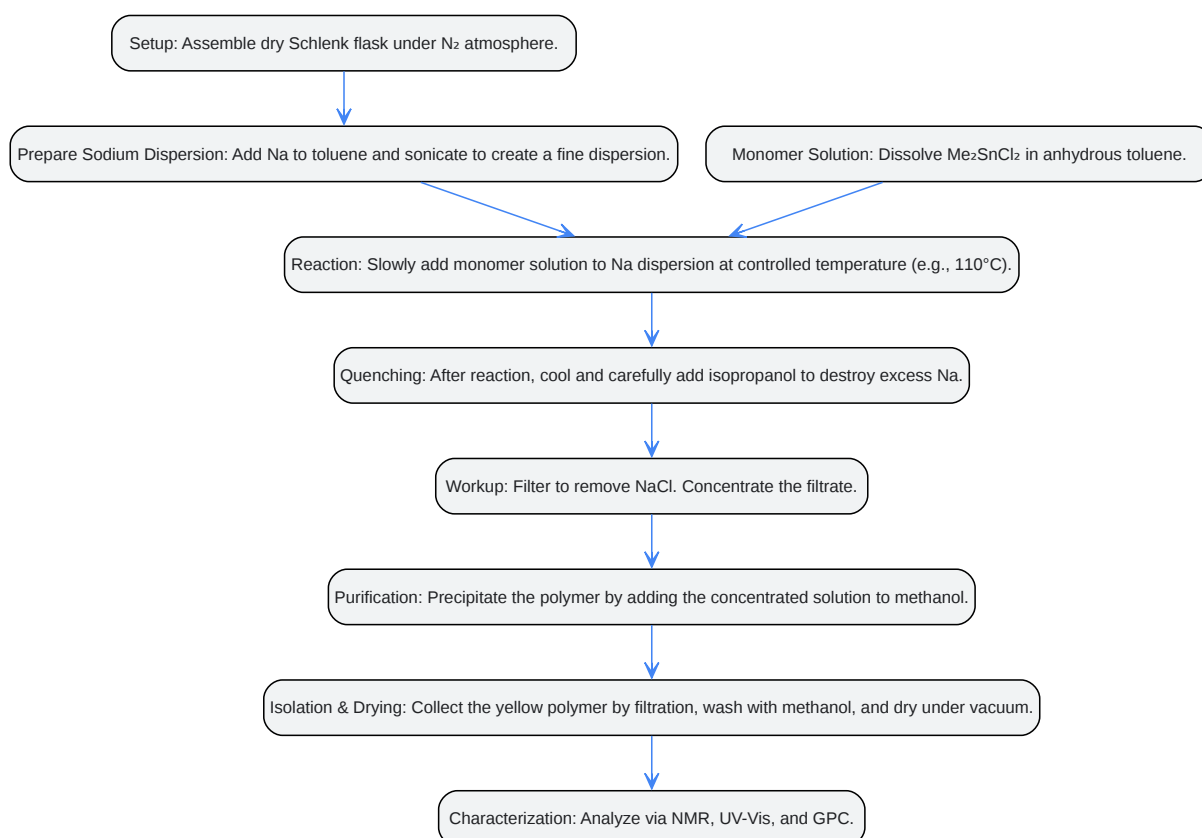 Setup: Assemble dry Schlenk flask under N₂ atmosphere.
Prepare Sodium Dispersion: Add Na to toluene and sonicate to create a fine dispersion.
Monomer Solution: Dissolve Me₂SnCl₂ in anhydrous toluene.
Reaction: Slowly add monomer solution to Na dispersion at controlled temperature (e.g., 110°C).
Quenching: After reaction, cool and carefully add isopropanol to destroy excess Na.
Workup: Filter to remove NaCl. Concentrate the filtrate.
Purification: Precipitate the polymer by adding the concentrated solution to methanol.
Isolation & Drying: Collect the yellow polymer by filtration, wash with methanol, and dry under vacuum.
Characterization: Analyze via NMR, UV-Vis, and GPC.